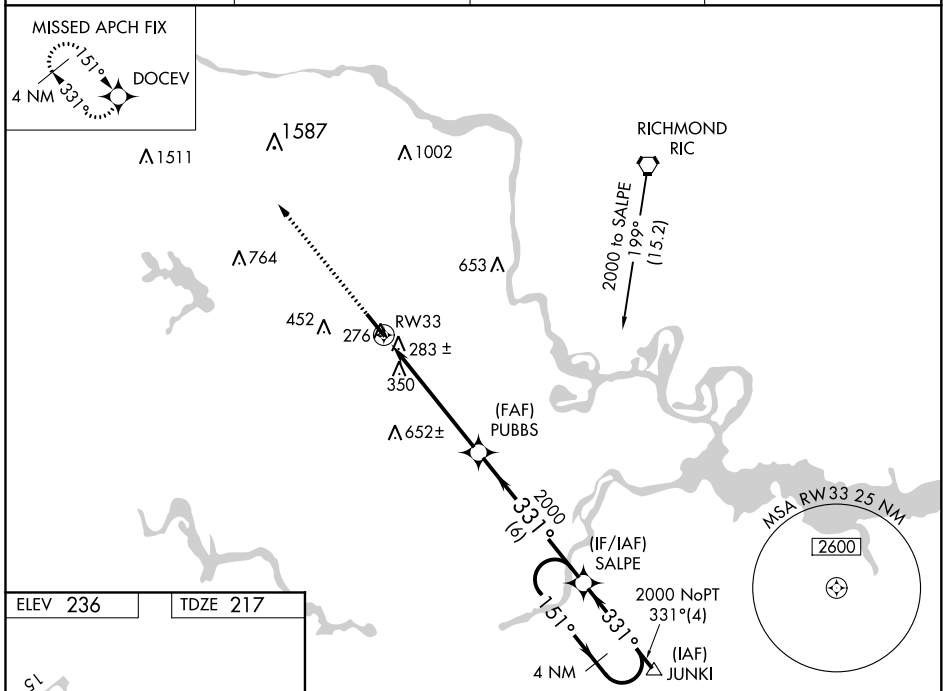 MISSED APCH FIX
151°
DOCEV
4 NM
331°
1511
1587
1002
RICHMOND
RIC
2000 to SALPE
199°
(15.2)
764
653
452
276
RW33
283 ±
350
652±
(FAF)
PUBBS
2000
331°
(6)
(IF/IAF)
SALPE
MSA RW33 25 NM
2600
2000 NoPT
331°(4)
151°
331°
4 NM
(IAF)
JUNKI
ELEV 236
TDZE 217
15